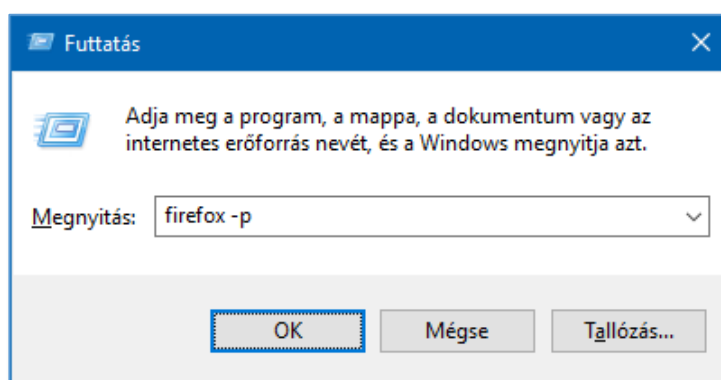 Futtatás
Adja meg a program, a mappa, a dokumentum vagy az
internetes erőforrás nevét, és a Windows megnyitja azt.
Megnyitás: firefox -p
OK Mégse Tallózás...